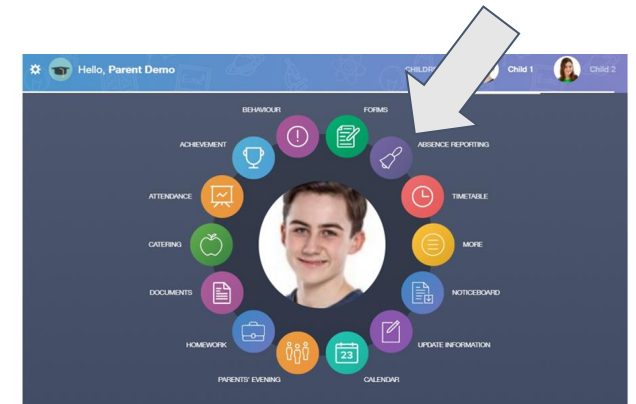 Hello, Parent Demo
Child 1
Child 2
BEHAVIOUR
FORMS
ACHIEVEMENT
ABSENCE REPORTING
ATTENDANCE
TIMETABLE
CATERING
MORE
DOCUMENTS
NOTICEBOARD
HOMEWORK
UPDATE INFORMATION
23
PARENTS' EVENING
CALENDAR